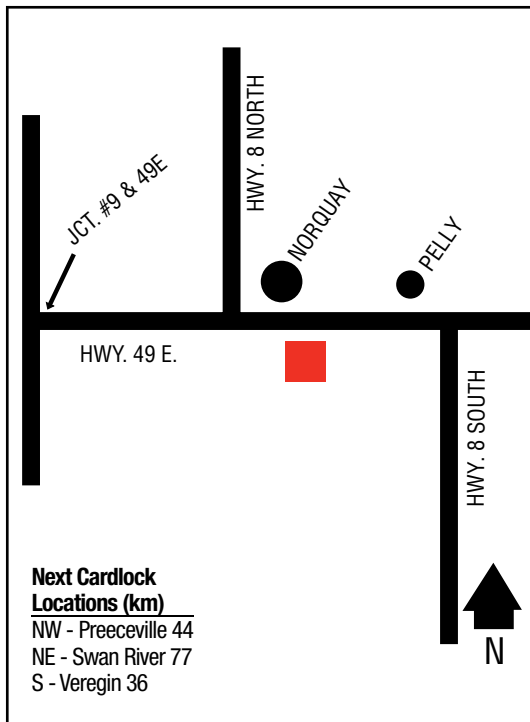 HWY. 8 NORTH
JCT. #9 & 49E
NORQUAY
PELLY
HWY. 49 E.
HWY. 8 SOUTH
Next Cardlock
Locations (km)
NW - Preeceville 44
NE - Swan River 77
S - Veregin 36
N